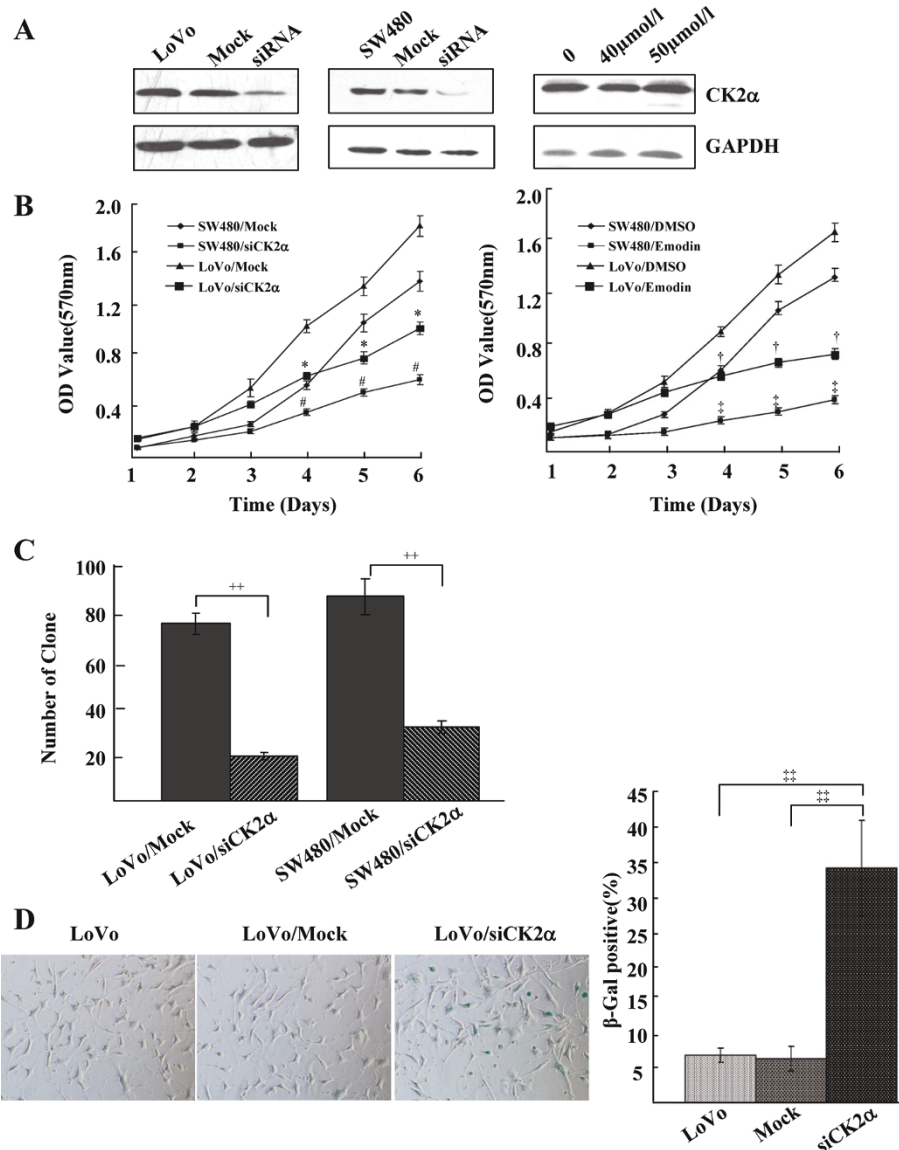 A
LoVo Mock siRNA
SW480 Mock siRNA
0 40μmol/l 50μmol/l
CK2α
GAPDH
B
OD Value(570nm)
2.0
1.6
1.2
0.8
0.4
SW480/Mock
SW480/siCK2α
LoVo/Mock
LoVo/siCK2α
* * *
# # #
1 2 3 4 5 6
Time (Days)
OD Value(570nm)
2.0
1.6
1.2
0.8
0.4
SW480/DMSO
SW480/Emodin
LoVo/DMSO
LoVo/Emodin
† † †
‡ ‡ ‡
1 2 3 4 5 6
Time (Days)
C
Number of Clone
100
80
60
40
20
++ ++
LoVo/Mock
LoVo/siCK2α
SW480/Mock
SW480/siCK2α
D
LoVo LoVo/Mock LoVo/siCK2α
β-Gal positive(%)
45
40
35
30
25
20
15
10
5
‡‡
‡‡
LoVo
Mock
siCK2α